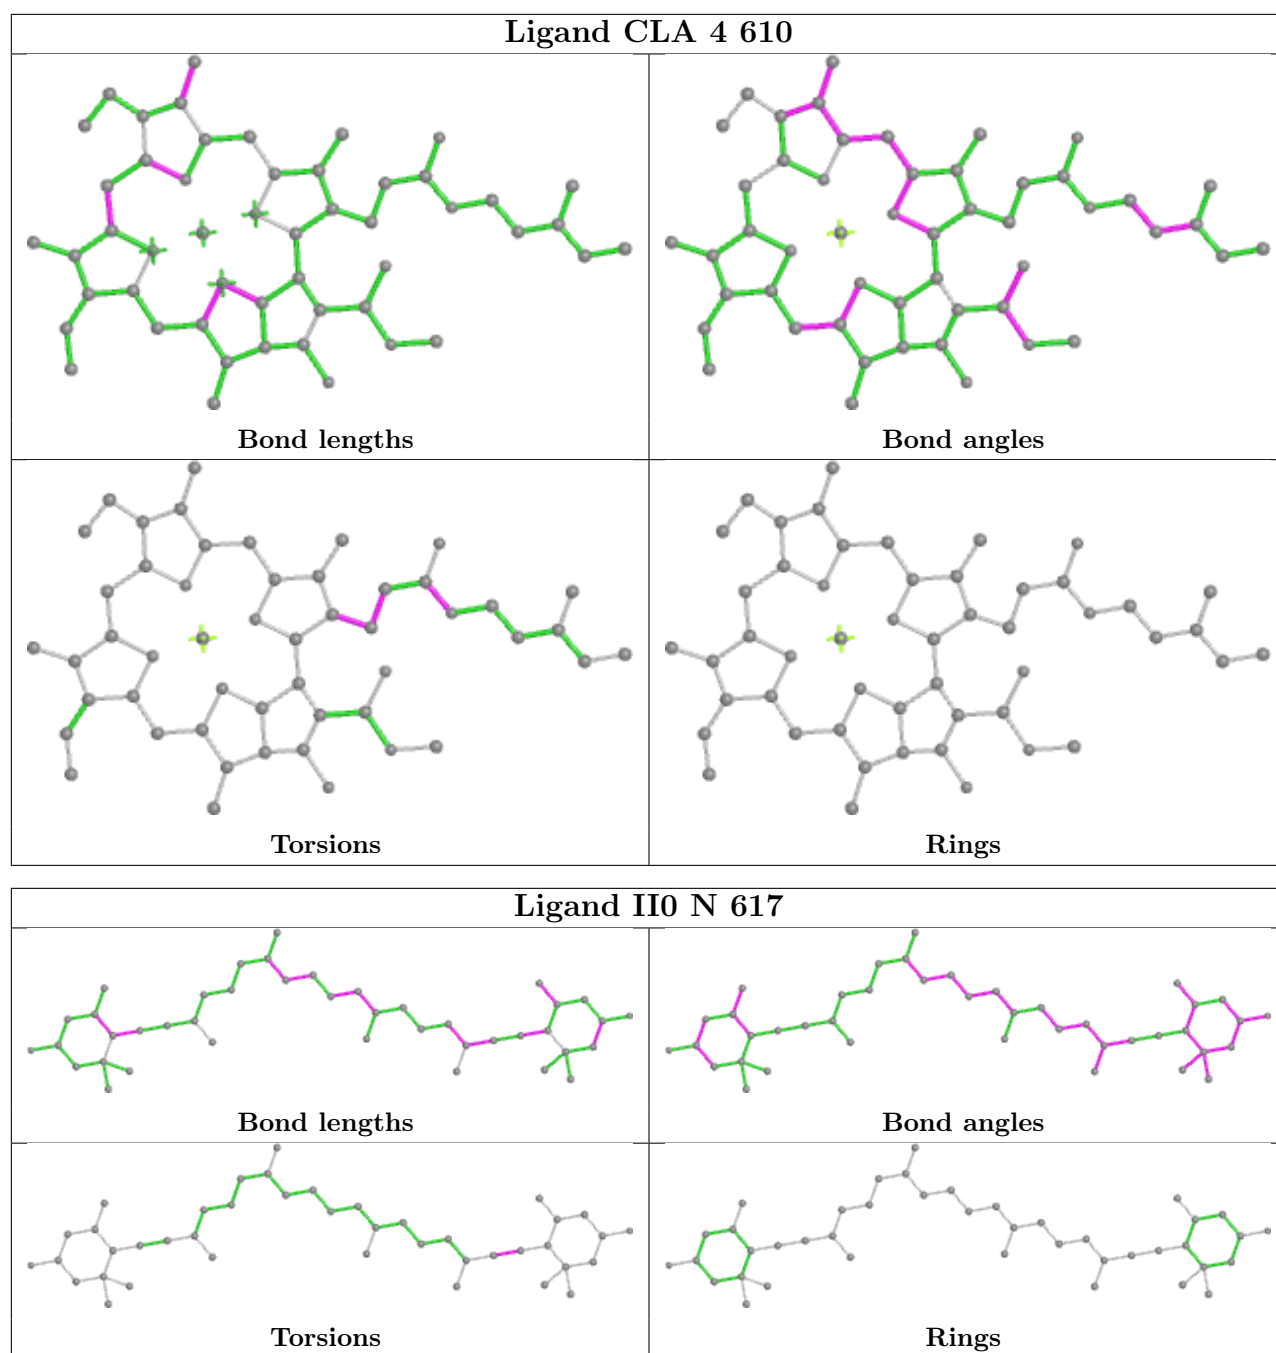 Ligand CLA 4 610
Bond lengths
Bond angles
Torsions
Rings
Ligand II0 N 617
Bond lengths
Bond angles
Torsions
Rings